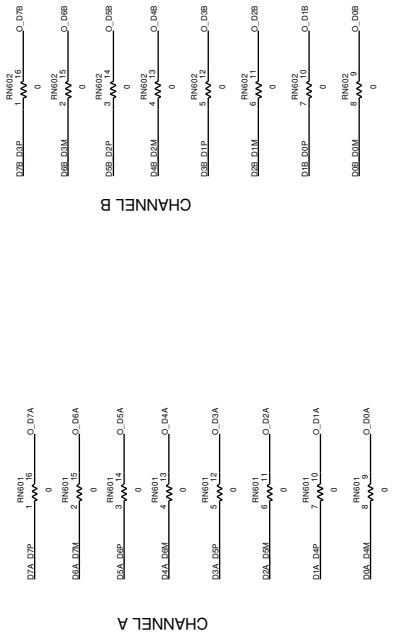 CHANNEL A
RN601
D7A_D7P 1 16 O_D7A
0
RN601
D6A_D7M 2 15 O_D6A
0
RN601
D5A_D6P 3 14 O_D5A
0
RN601
D4A_D6M 4 13 O_D4A
0
RN601
D3A_D5P 5 12 O_D3A
0
RN601
D2A_D5M 6 11 O_D2A
0
RN601
D1A_D4P 7 10 O_D1A
0
RN601
D0A_D4M 8 9 O_D0A
0
CHANNEL B
RN602
D7B_D3P 1 16 O_D7B
0
RN602
D6B_D3M 2 15 O_D6B
0
RN602
D5B_D2P 3 14 O_D5B
0
RN602
D4B_D2M 4 13 O_D4B
0
RN602
D3B_D1P 5 12 O_D3B
0
RN602
D2B_D1M 6 11 O_D2B
0
RN602
D1B_D0P 7 10 O_D1B
0
RN602
D0B_D0M 8 9 O_D0B
0